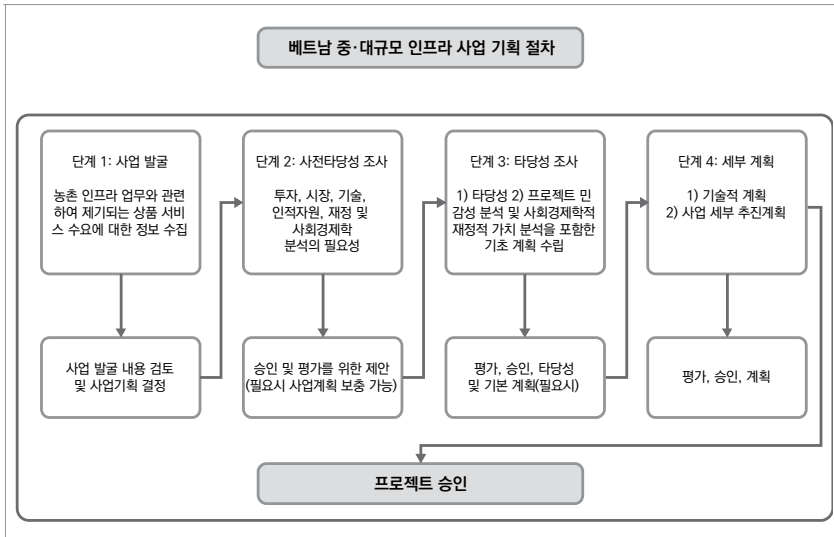 베트남 중·대규모 인프라 사업 기획 절차
단계 1: 사업 발굴
농촌 인프라 업무와 관련
하여 제기되는 상품 서비
스 수요에 대한 정보 수집
사업 발굴 내용 검토
및 사업기획 결정
단계 2: 사전타당성 조사
투자, 시장, 기술,
인적자원, 재정 및
사회경제학
분석의 필요성
승인 및 평가를 위한 제안
(필요시 사업계획 보충 가능)
단계 3: 타당성 조사
1) 타당성 2) 프로젝트 민
감성 분석 및 사회경제학적
재정적 가치 분석을 포함한
기초 계획 수립
평가, 승인, 타당성
및 기본 계획(필요시)
단계 4: 세부 계획
1) 기술적 계획
2) 사업 세부 추진계획
평가, 승인, 계획
프로젝트 승인